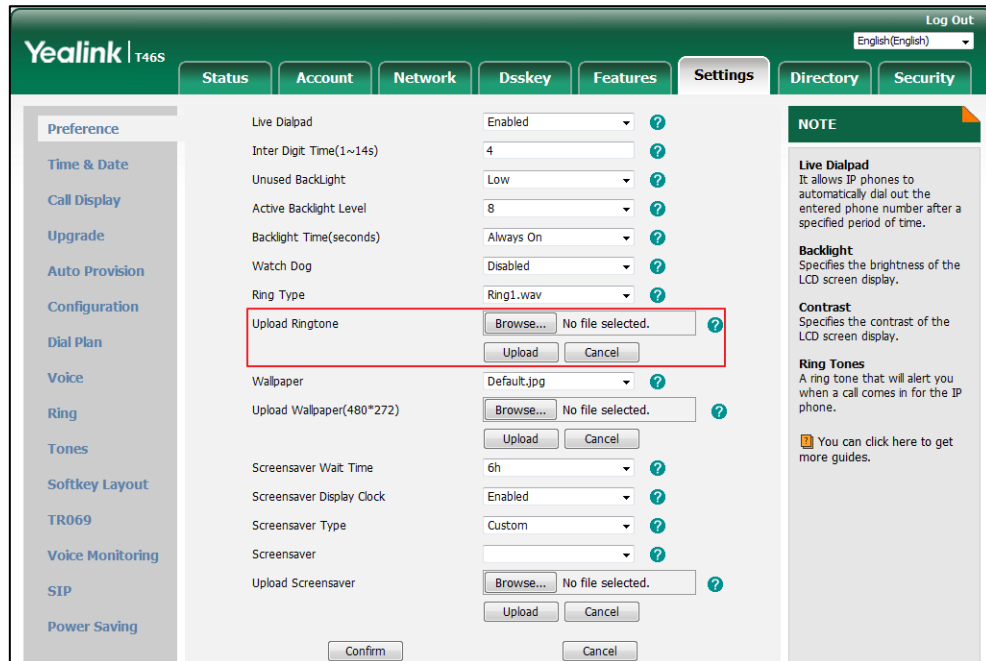 Log Out
English(English)
Yealink | T46S
Status Account Network Dsskey Features Settings Directory Security
Preference
Time & Date
Call Display
Upgrade
Auto Provision
Configuration
Dial Plan
Voice
Ring
Tones
Softkey Layout
TR069
Voice Monitoring
SIP
Power Saving
Live Dialpad Enabled ?
Inter Digit Time(1~14s) 4 ?
Unused BackLight Low ?
Active Backlight Level 8 ?
Backlight Time(seconds) Always On ?
Watch Dog Disabled ?
Ring Type Ring1.wav ?
Upload Ringtone Browse... No file selected. ?
Upload Cancel
Wallpaper Default.jpg ?
Upload Wallpaper(480*272) Browse... No file selected. ?
Upload Cancel
Screensaver Wait Time 6h ?
Screensaver Display Clock Enabled ?
Screensaver Type Custom ?
Screensaver ?
Upload Screensaver Browse... No file selected. ?
Upload Cancel
Confirm Cancel
NOTE
Live Dialpad
It allows IP phones to
automatically dial out the
entered phone number after a
specified period of time.
Backlight
Specifies the brightness of the
LCD screen display.
Contrast
Specifies the contrast of the
LCD screen display.
Ring Tones
A ring tone that will alert you
when a call comes in for the IP
phone.
? You can click here to get
more guides.